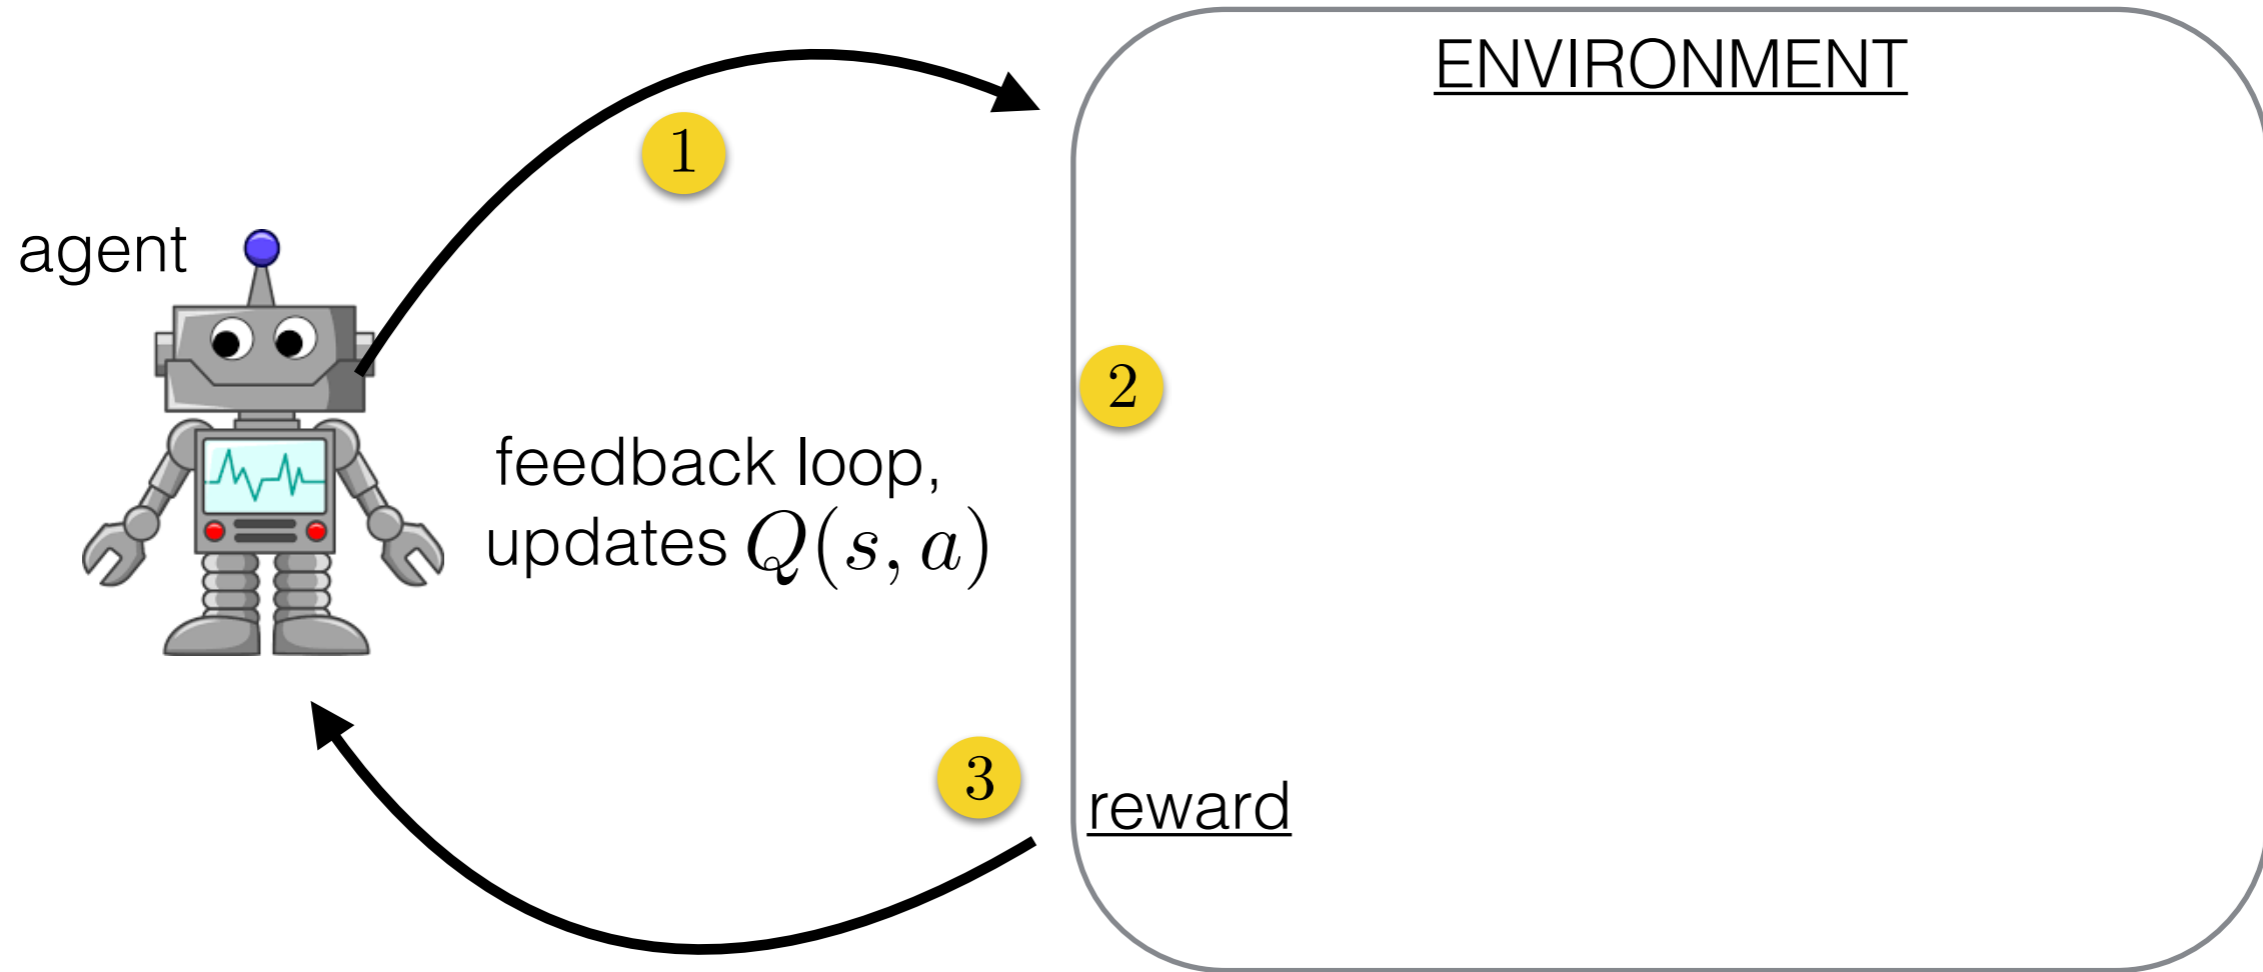 ENVIRONMENT
1
agent
2
feedback loop,
updates Q(s, a)
3
reward